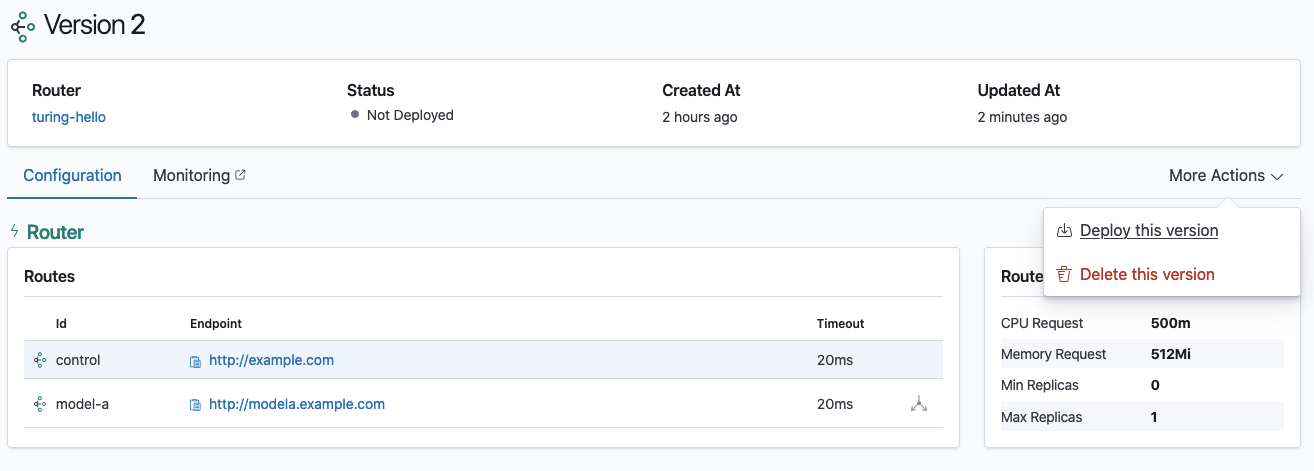 Version 2
Router Status Created At Updated At
turing-hello Not Deployed 2 hours ago 2 minutes ago
Configuration Monitoring More Actions
Deploy this version
Delete this version
Router
Routes
Id Endpoint Timeout
control http://example.com 20ms
model-a http://modela.example.com 20ms
Route
CPU Request 500m
Memory Request 512Mi
Min Replicas 0
Max Replicas 1